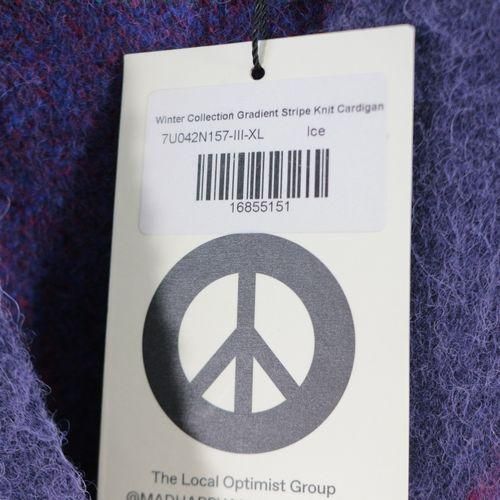 Winter Collection Gradient Stripe Knit Cardigan
7U042N157-III-XL Ice
16855151
The Local Optimist Group